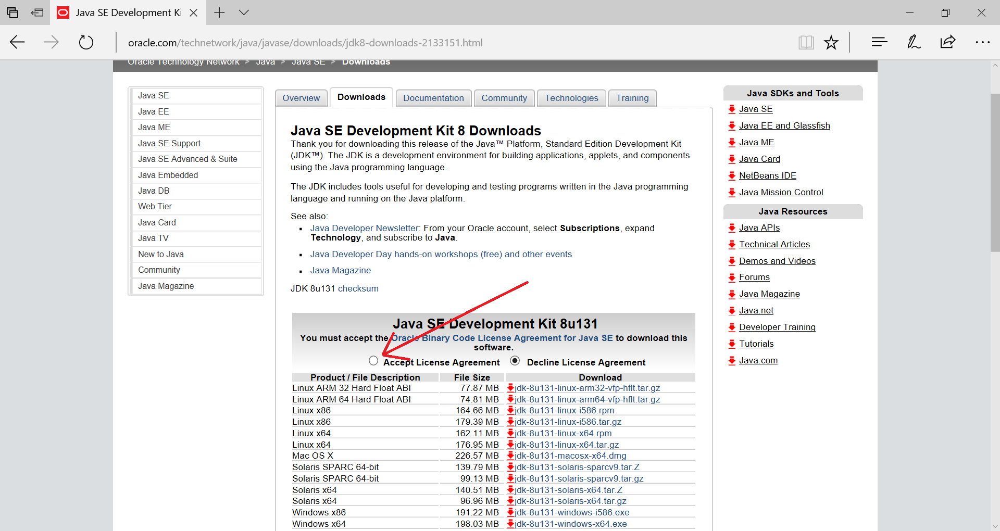 Java SE Development Ki
oracle.com/technetwork/java/javase/downloads/jdk8-downloads-2133151.html
Oracle Technology Network > Java > Java SE > Downloads
Java SE
Java EE
Java ME
Java SE Support
Java SE Advanced & Suite
Java Embedded
Java DB
Web Tier
Java Card
Java TV
New to Java
Community
Java Magazine
Overview
Downloads
Documentation
Community
Technologies
Training
Java SE Development Kit 8 Downloads
Thank you for downloading this release of the Java™ Platform, Standard Edition Development Kit
(JDK™). The JDK is a development environment for building applications, applets, and components
using the Java programming language.
The JDK includes tools useful for developing and testing programs written in the Java programming
language and running on the Java platform.
See also:
Java Developer Newsletter: From your Oracle account, select Subscriptions, expand
Technology, and subscribe to Java.
Java Developer Day hands-on workshops (free) and other events
Java Magazine
JDK 8u131 checksum
Java SE Development Kit 8u131
You must accept the Oracle Binary Code License Agreement for Java SE to download this
software.
Accept License Agreement Decline License Agreement
Product / File Description File Size Download
Linux ARM 32 Hard Float ABI 77.87 MB jdk-8u131-linux-arm32-vfp-hflt.tar.gz
Linux ARM 64 Hard Float ABI 74.81 MB jdk-8u131-linux-arm64-vfp-hflt.tar.gz
Linux x86 164.66 MB jdk-8u131-linux-i586.rpm
Linux x86 179.39 MB jdk-8u131-linux-i586.tar.gz
Linux x64 162.11 MB jdk-8u131-linux-x64.rpm
Linux x64 176.95 MB jdk-8u131-linux-x64.tar.gz
Mac OS X 226.57 MB jdk-8u131-macosx-x64.dmg
Solaris SPARC 64-bit 139.79 MB jdk-8u131-solaris-sparcv9.tar.Z
Solaris SPARC 64-bit 99.13 MB jdk-8u131-solaris-sparcv9.tar.gz
Solaris x64 140.51 MB jdk-8u131-solaris-x64.tar.Z
Solaris x64 96.96 MB jdk-8u131-solaris-x64.tar.gz
Windows x86 191.22 MB jdk-8u131-windows-i586.exe
Windows x64 198.03 MB jdk-8u131-windows-x64.exe
Java SDKs and Tools
Java SE
Java EE and Glassfish
Java ME
Java Card
NetBeans IDE
Java Mission Control
Java Resources
Java APIs
Technical Articles
Demos and Videos
Forums
Java Magazine
Java.net
Developer Training
Tutorials
Java.com